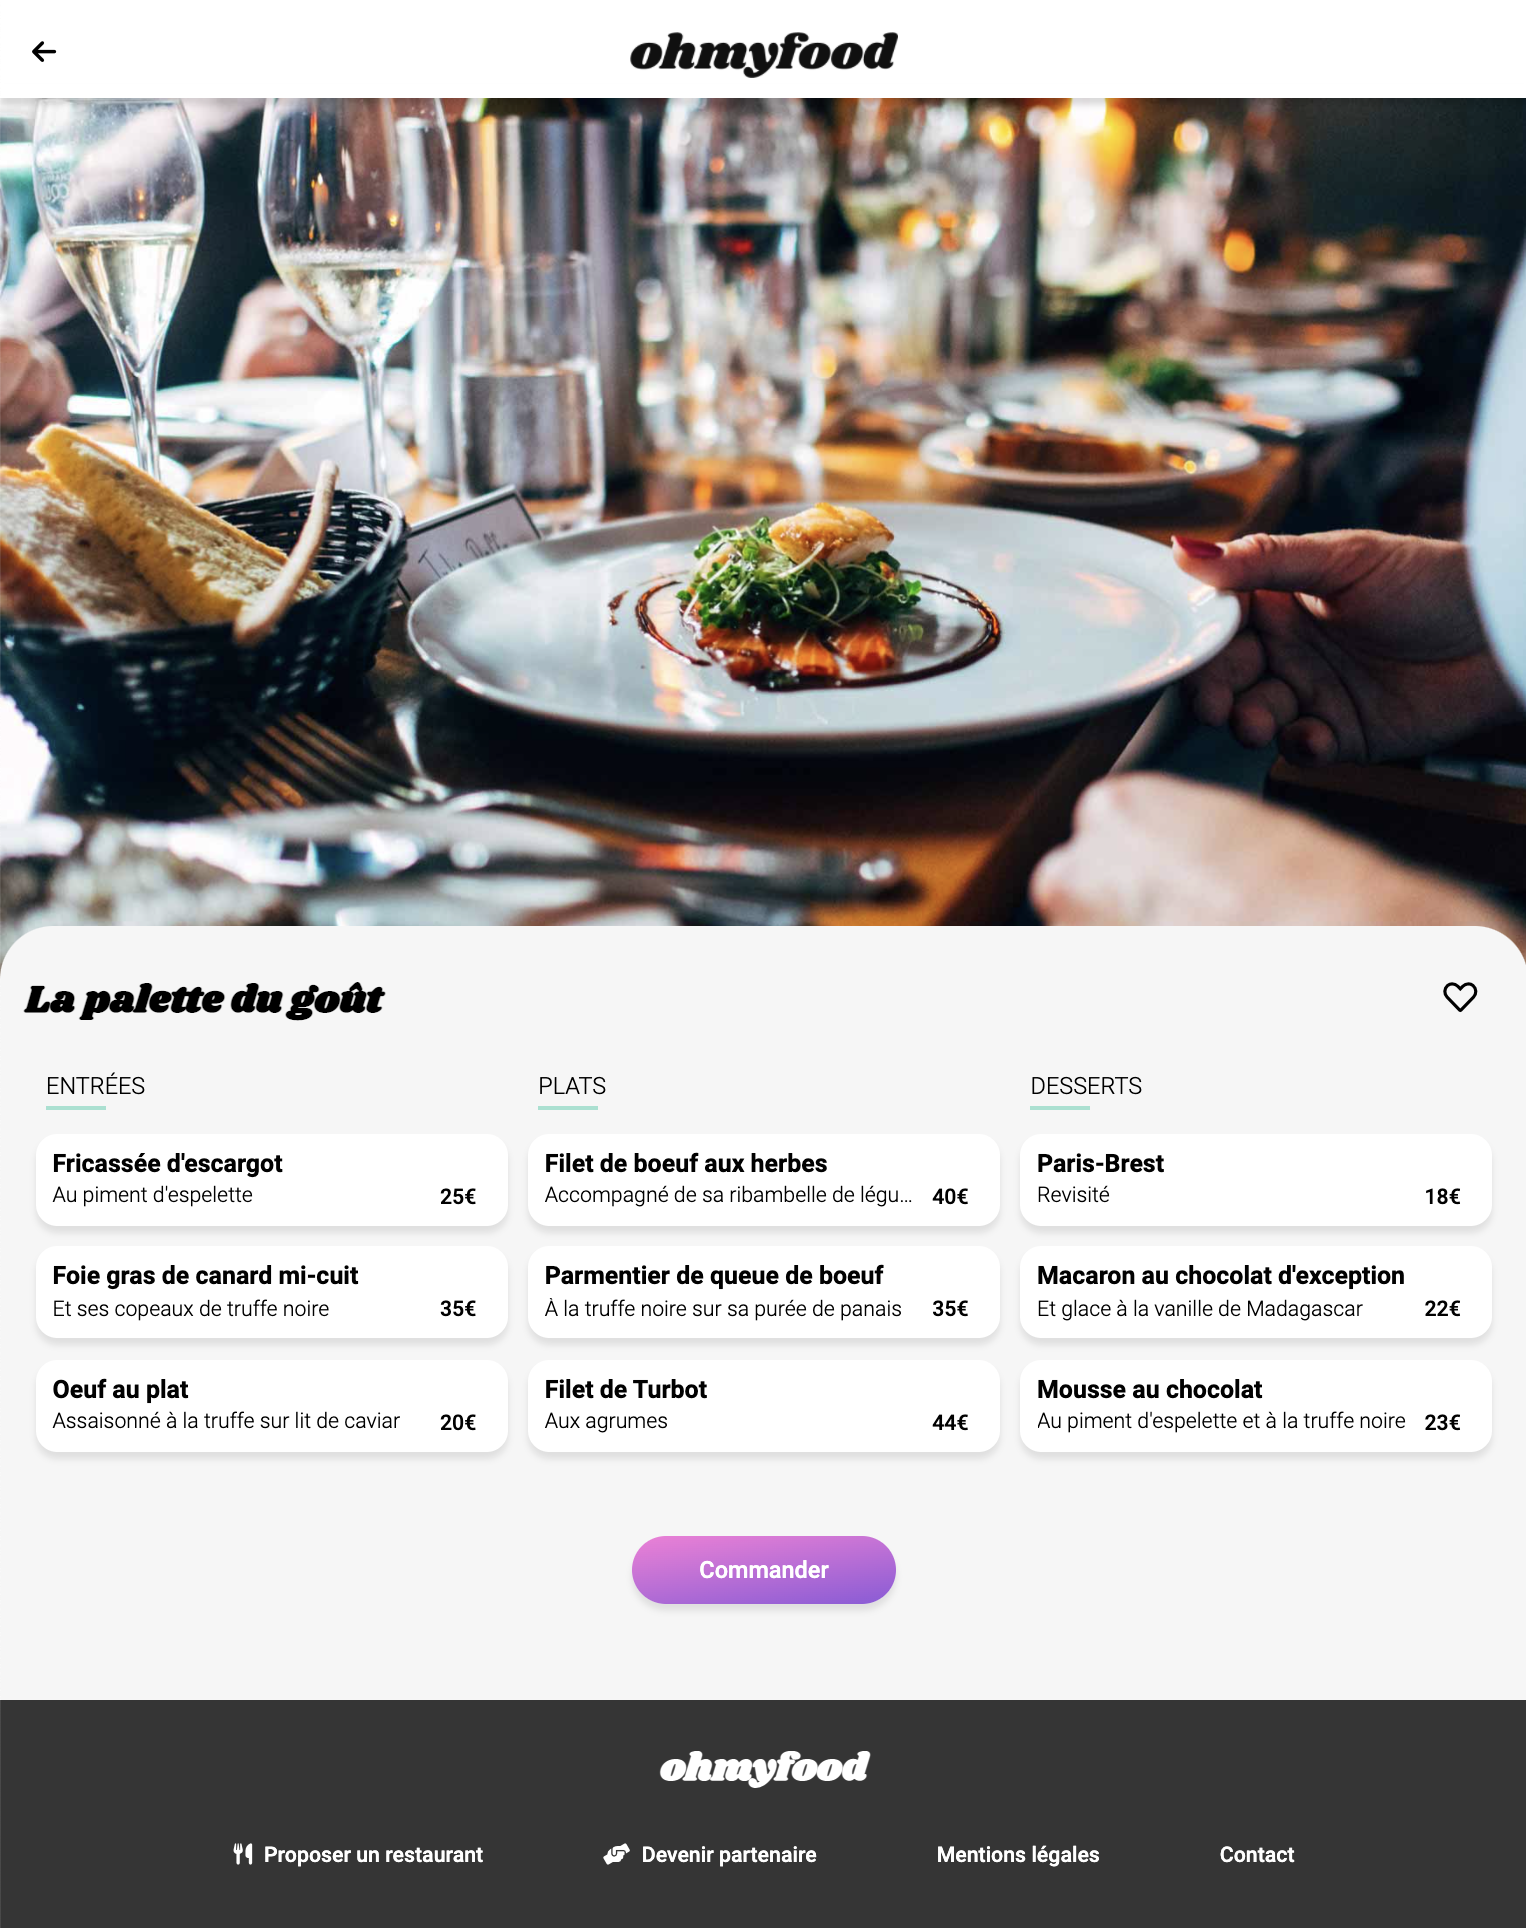 ohmyfood
La palette du goût
ENTRÉES
Fricassée d'escargot
Au piment d'espelette 25€
Foie gras de canard mi-cuit
Et ses copeaux de truffe noire 35€
Oeuf au plat
Assaisonné à la truffe sur lit de caviar 20€
PLATS
Filet de boeuf aux herbes
Accompagné de sa ribambelle de légu... 40€
Parmentier de queue de boeuf
À la truffe noire sur sa purée de panais 35€
Filet de Turbot
Aux agrumes 44€
DESSERTS
Paris-Brest
Revisité 18€
Macaron au chocolat d'exception
Et glace à la vanille de Madagascar 22€
Mousse au chocolat
Au piment d'espelette et à la truffe noire 23€
Commander
ohmyfood
Proposer un restaurant
Devenir partenaire
Mentions légales
Contact